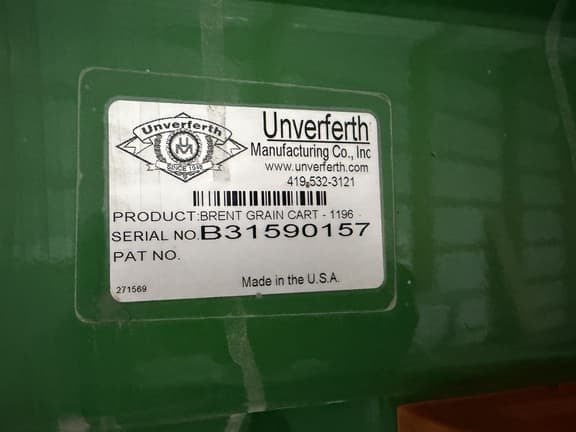 Unverferth
UM
SINCE 1948
Unverferth
Manufacturing Co., Inc
www.unverferth.com
419-532-3121
PRODUCT:BRENT GRAIN CART - 1196
SERIAL NO.B31590157
PAT NO.
271569
Made in the U.S.A.